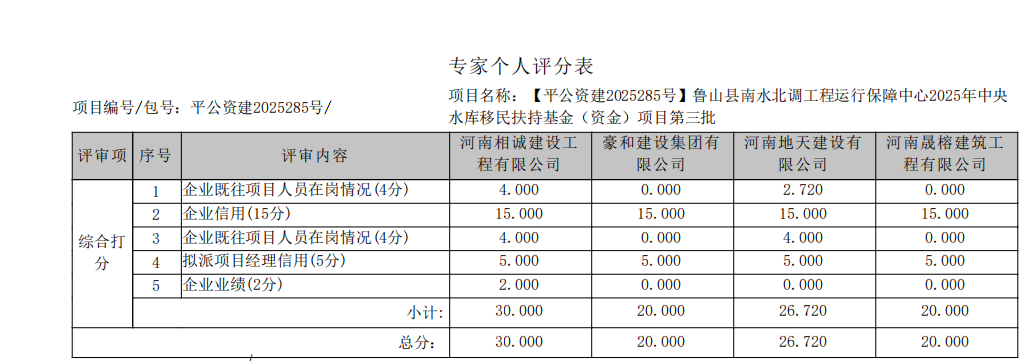 专家个人评分表
项目编号/包号：平公资建2025285号/
项目名称：【平公资建2025285号】鲁山县南水北调工程运行保障中心2025年中央
水库移民扶持基金（资金）项目第三批
评审项 序号 评审内容 河南相诚建设工程有限公司 豪和建设集团有限公司 河南地天建设有限公司 河南晟榕建筑工程有限公司
综合打分
1 企业既往项目人员在岗情况(4分) 4.000 0.000 2.720 0.000
2 企业信用(15分) 15.000 15.000 15.000 15.000
3 企业既往项目人员在岗情况(4分) 4.000 0.000 4.000 0.000
4 拟派项目经理信用(5分) 5.000 5.000 5.000 5.000
5 企业业绩(2分) 2.000 0.000 0.000 0.000
小计: 30.000 20.000 26.720 20.000
总分: 30.000 20.000 26.720 20.000